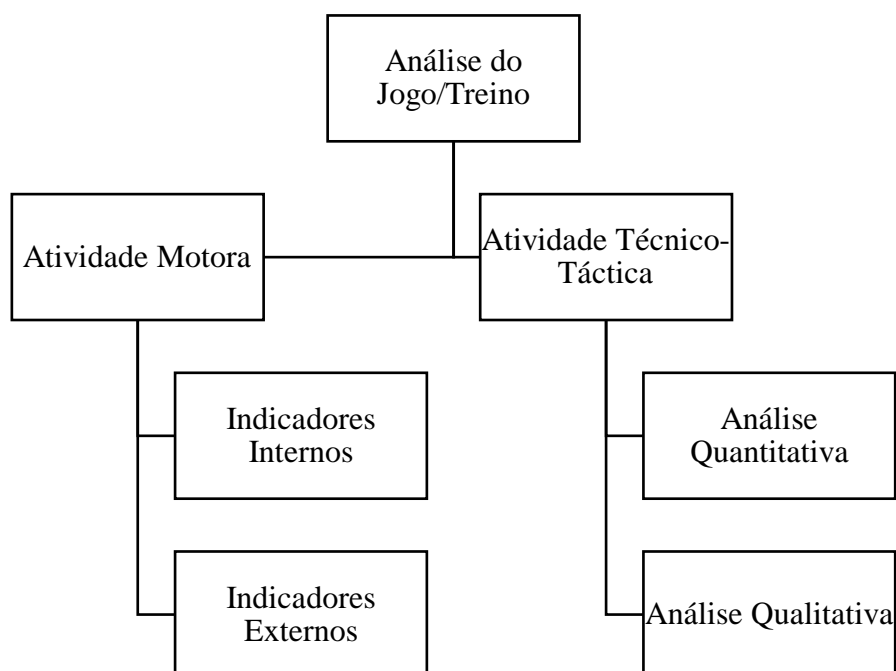 Análise do
Jogo/Treino
Atividade Motora
Atividade Técnico-
Táctica
Indicadores
Internos
Análise
Quantitativa
Indicadores
Externos
Análise Qualitativa